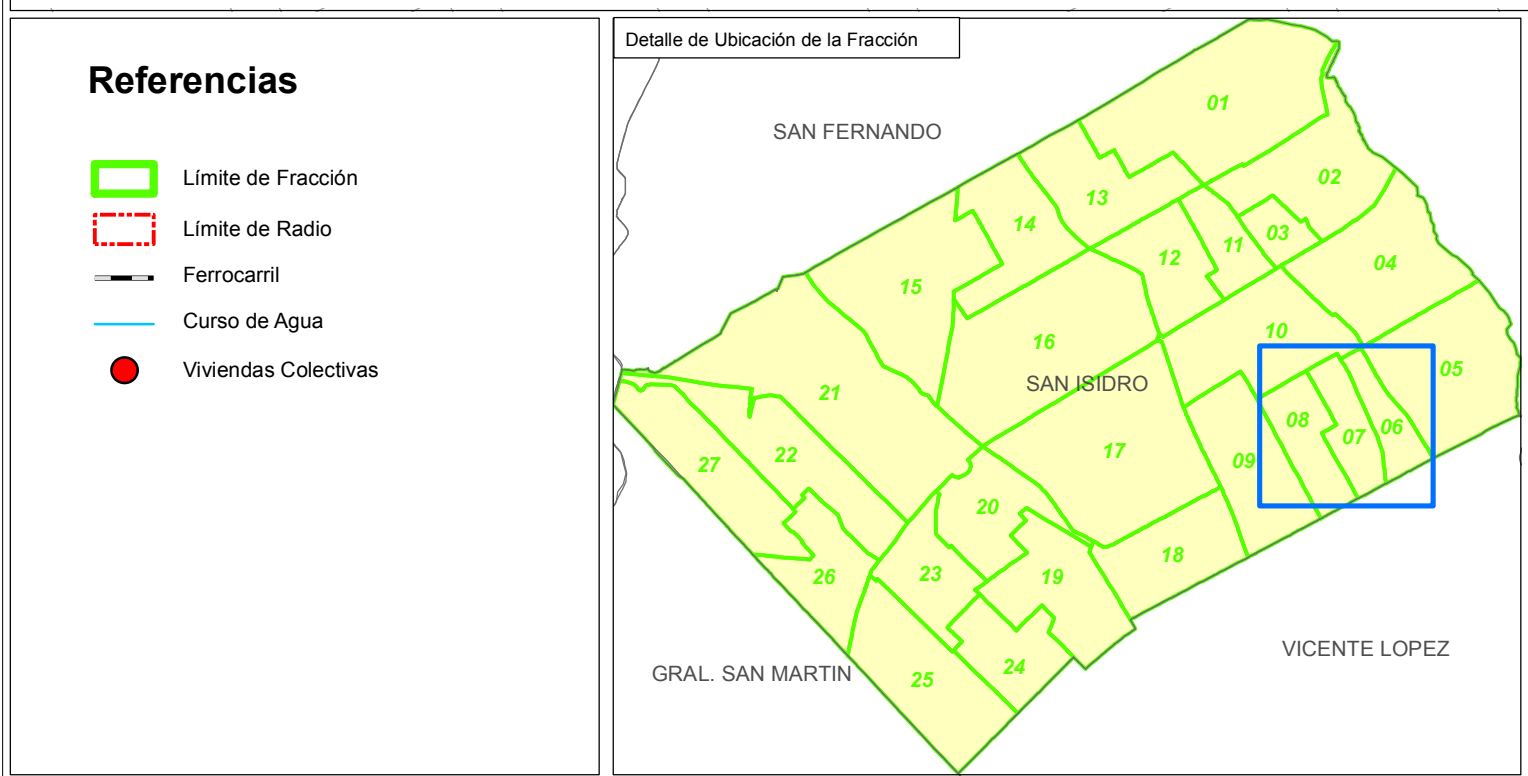 Referencias
Límite de Fracción
Límite de Radio
Ferrocarril
Curso de Agua
Viviendas Colectivas
Detalle de Ubicación de la Fracción
01
SAN FERNANDO
02
13
14
03
11
12
04
15
10
16
05
SAN ISIDRO
21
08
06
07
17
22
09
27
20
18
23
19
26
VICENTE LOPEZ
24
GRAL. SAN MARTIN
25